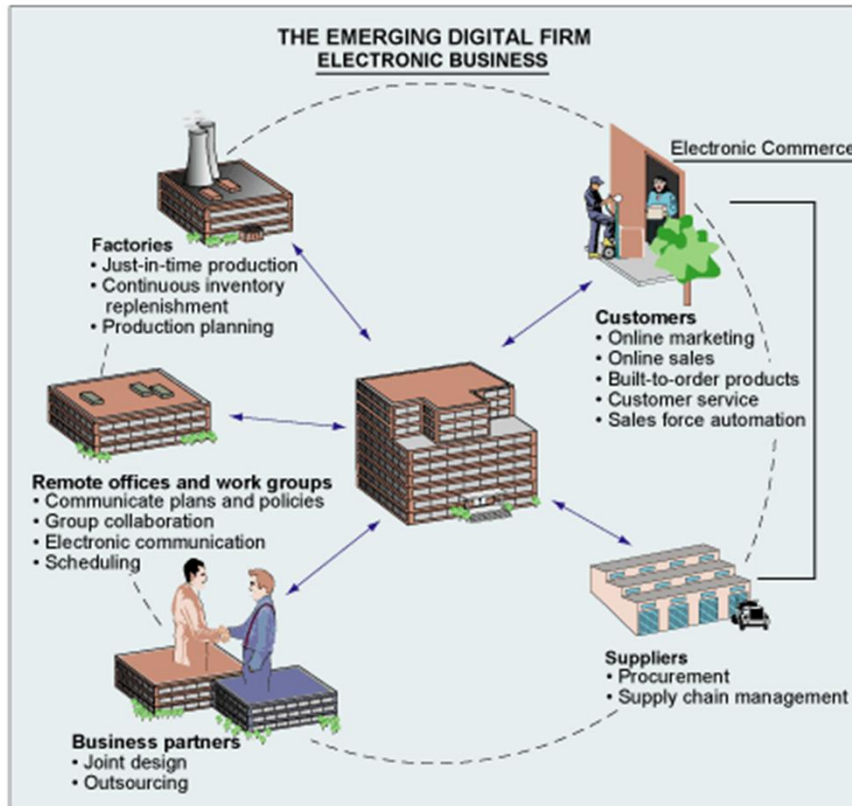 THE EMERGING DIGITAL FIRM
ELECTRONIC BUSINESS
Electronic Commerce
Factories
• Just-in-time production
• Continuous inventory
replenishment
• Production planning
Customers
• Online marketing
• Online sales
• Built-to-order products
• Customer service
• Sales force automation
Remote offices and work groups
• Communicate plans and policies
• Group collaboration
• Electronic communication
• Scheduling
Suppliers
• Procurement
• Supply chain management
Business partners
• Joint design
• Outsourcing